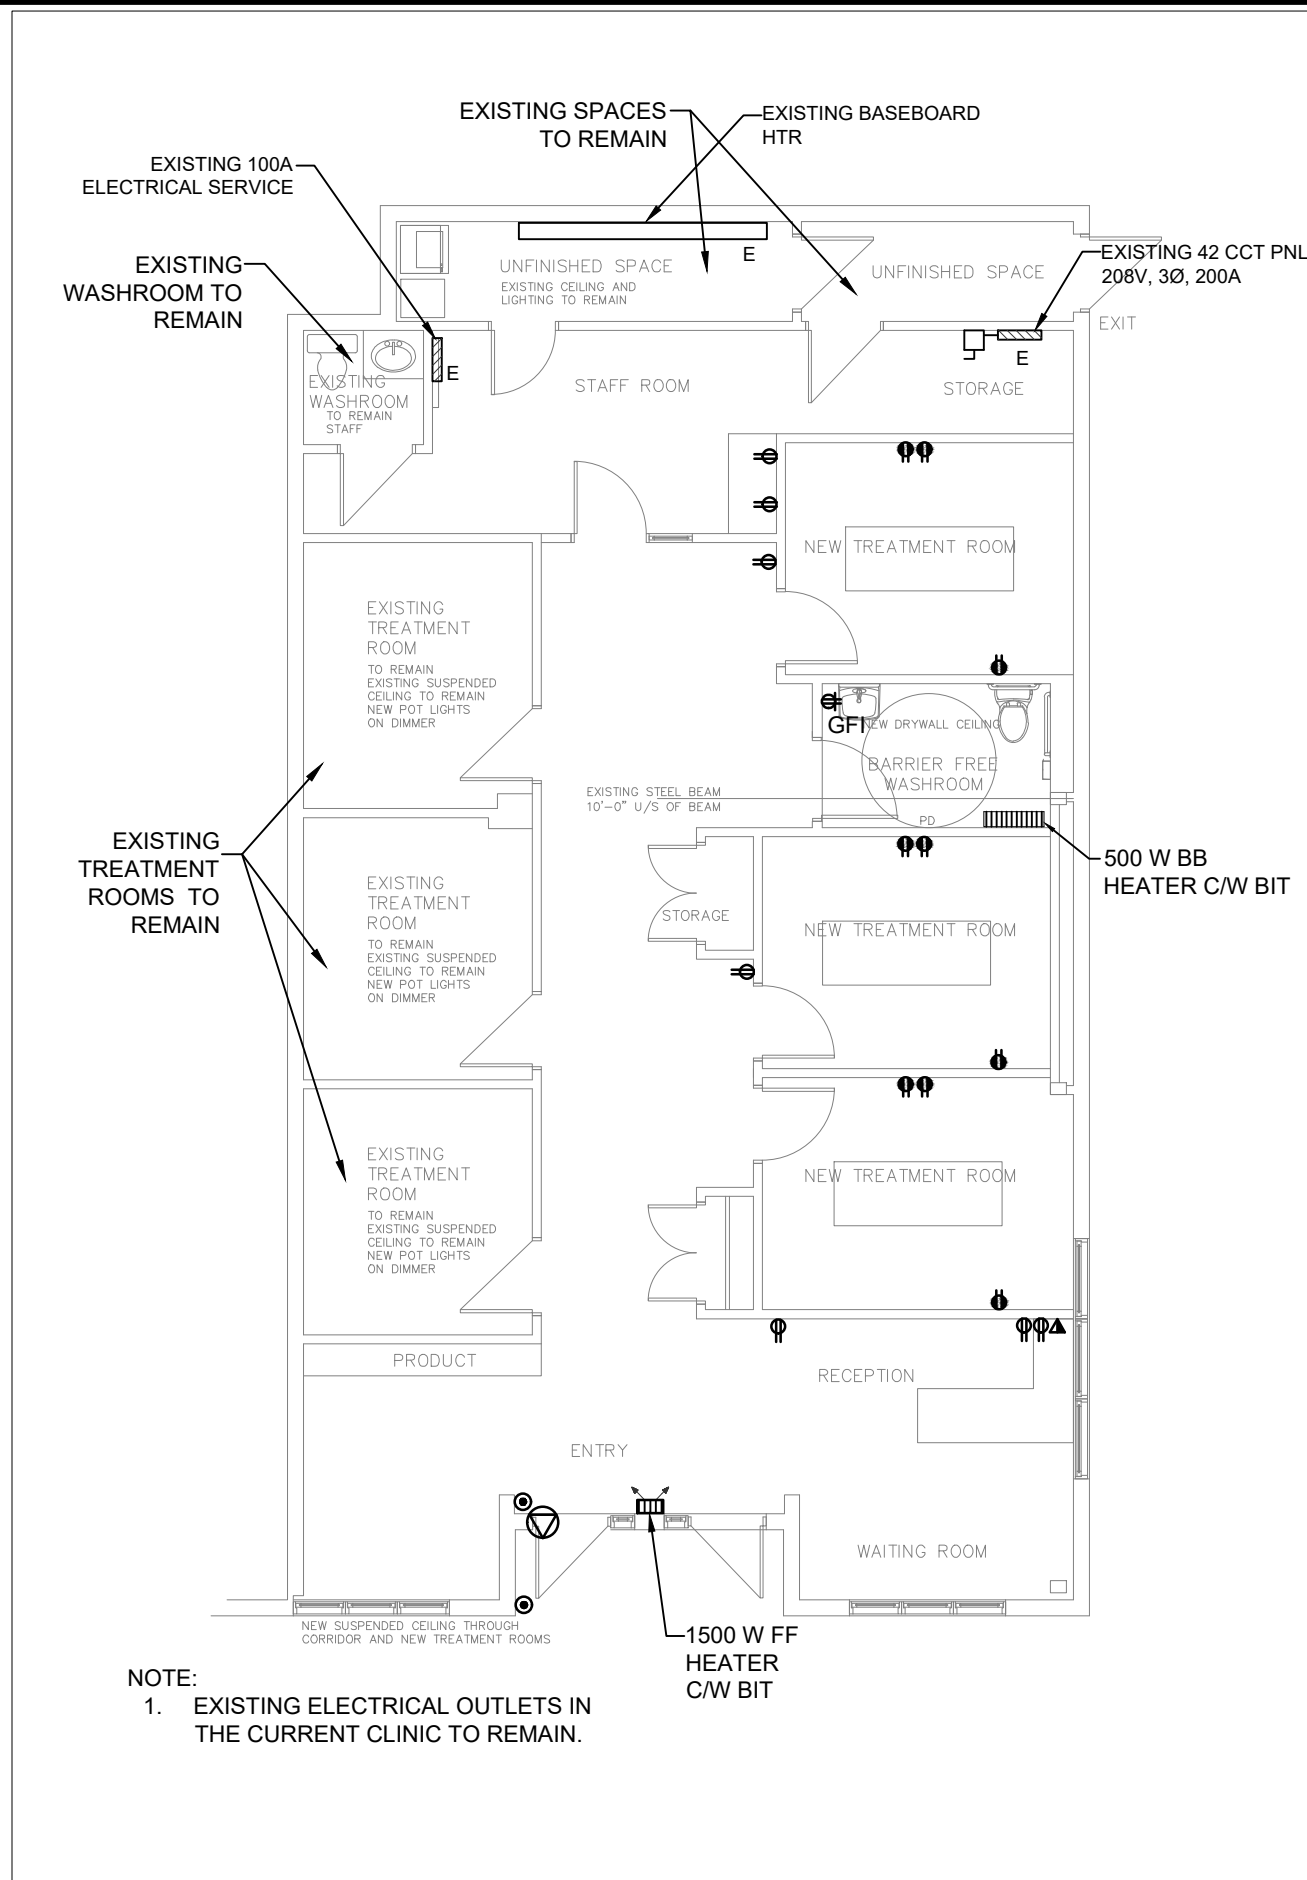 EXISTING SPACES
TO REMAIN
EXISTING BASEBOARD
HTR
EXISTING 100A
ELECTRICAL SERVICE
EXISTING
WASHROOM TO
REMAIN
E
UNFINISHED SPACE
EXISTING CEILING AND
LIGHTING TO REMAIN
UNFINISHED SPACE
EXISTING 42 CCT PNL
208V, 3Ø, 200A
EXIT
E
E
EXISTING
WASHROOM
TO REMAIN
STAFF
STAFF ROOM
STORAGE
NEW TREATMENT ROOM
EXISTING
TREATMENT
ROOM
TO REMAIN
EXISTING SUSPENDED
CEILING TO REMAIN
NEW POT LIGHTS
ON DIMMER
GFI
NEW DRYWALL CEILING
BARRIER FREE
WASHROOM
EXISTING STEEL BEAM
10'-0" U/S OF BEAM
PD
500 W BB
HEATER C/W BIT
EXISTING
TREATMENT
ROOMS TO
REMAIN
EXISTING
TREATMENT
ROOM
TO REMAIN
EXISTING SUSPENDED
CEILING TO REMAIN
NEW POT LIGHTS
ON DIMMER
STORAGE
NEW TREATMENT ROOM
EXISTING
TREATMENT
ROOM
TO REMAIN
EXISTING SUSPENDED
CEILING TO REMAIN
NEW POT LIGHTS
ON DIMMER
NEW TREATMENT ROOM
PRODUCT
RECEPTION
ENTRY
WAITING ROOM
NEW SUSPENDED CEILING THROUGH
CORRIDOR AND NEW TREATMENT ROOMS
1500 W FF
HEATER
C/W BIT
NOTE:
1. EXISTING ELECTRICAL OUTLETS IN
THE CURRENT CLINIC TO REMAIN.